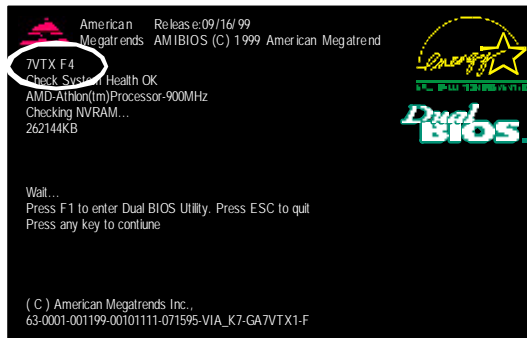 American Release:09/16/99
Megatrends AMIBIOS (C) 1999 American Megatrend
energy
7VTX F4
Check System Health OK
AMD-Athlon(tm)Processor-900MHz
Checking NVRAM...
262144KB
Dual
BIOS
Wait...
Press F1 to enter Dual BIOS Utility. Press ESC to quit
Press any key to contiune
( C ) American Megatrends Inc.,
63-0001-001199-00101111-071595-VIA_K7-GA7VTX1-F